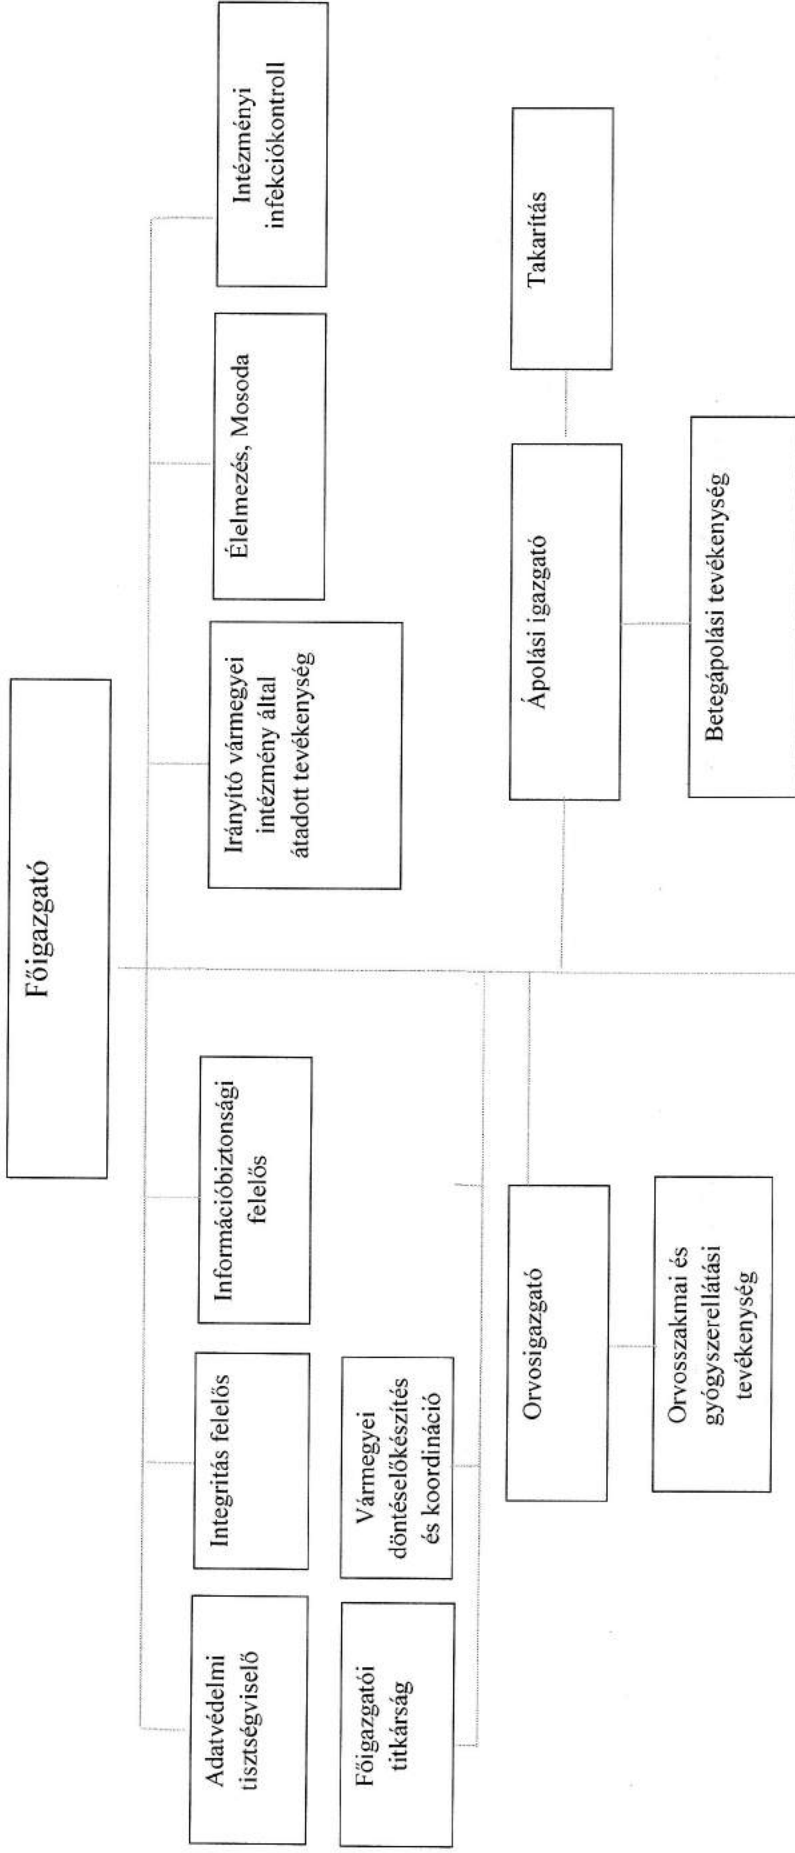 Főigazgató
Adatvédelmi
tisztségviselő
Integritás felelős
Információbiztonsági
felelős
Irányító vármegyei
intézmény által
átadott tevékenység
Élelmezés, Mosoda
Intézményi
infekciókontroll
Főigazgatói
titkárság
Vármegyei
döntéselőkészítés
és koordináció
Orvosigazgató
Ápolási igazgató
Takarítás
Orvosszakmai és
gyógyszerellátási
tevékenység
Betegápolási tevékenység